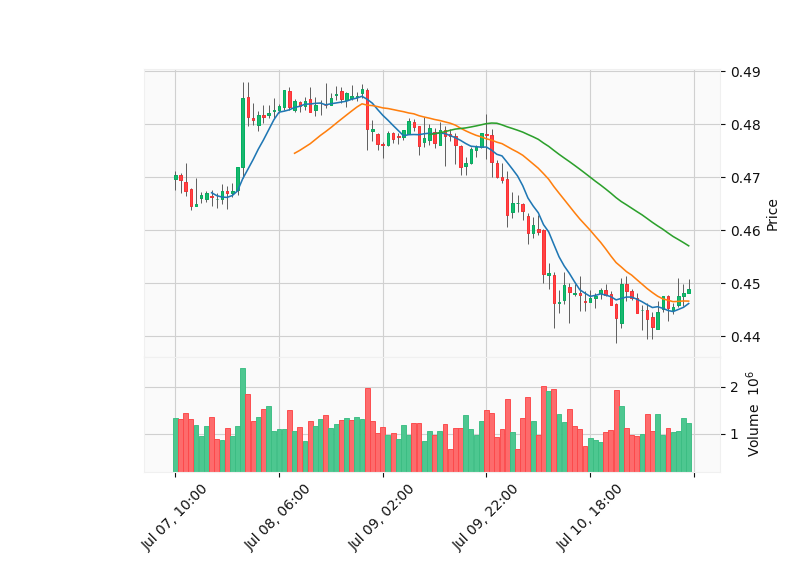 0.49
0.48
0.47
0.46
0.45
0.44
Price
2
1
Volume 10^6
Jul 07, 10:00
Jul 08, 06:00
Jul 09, 02:00
Jul 09, 22:00
Jul 10, 18:00